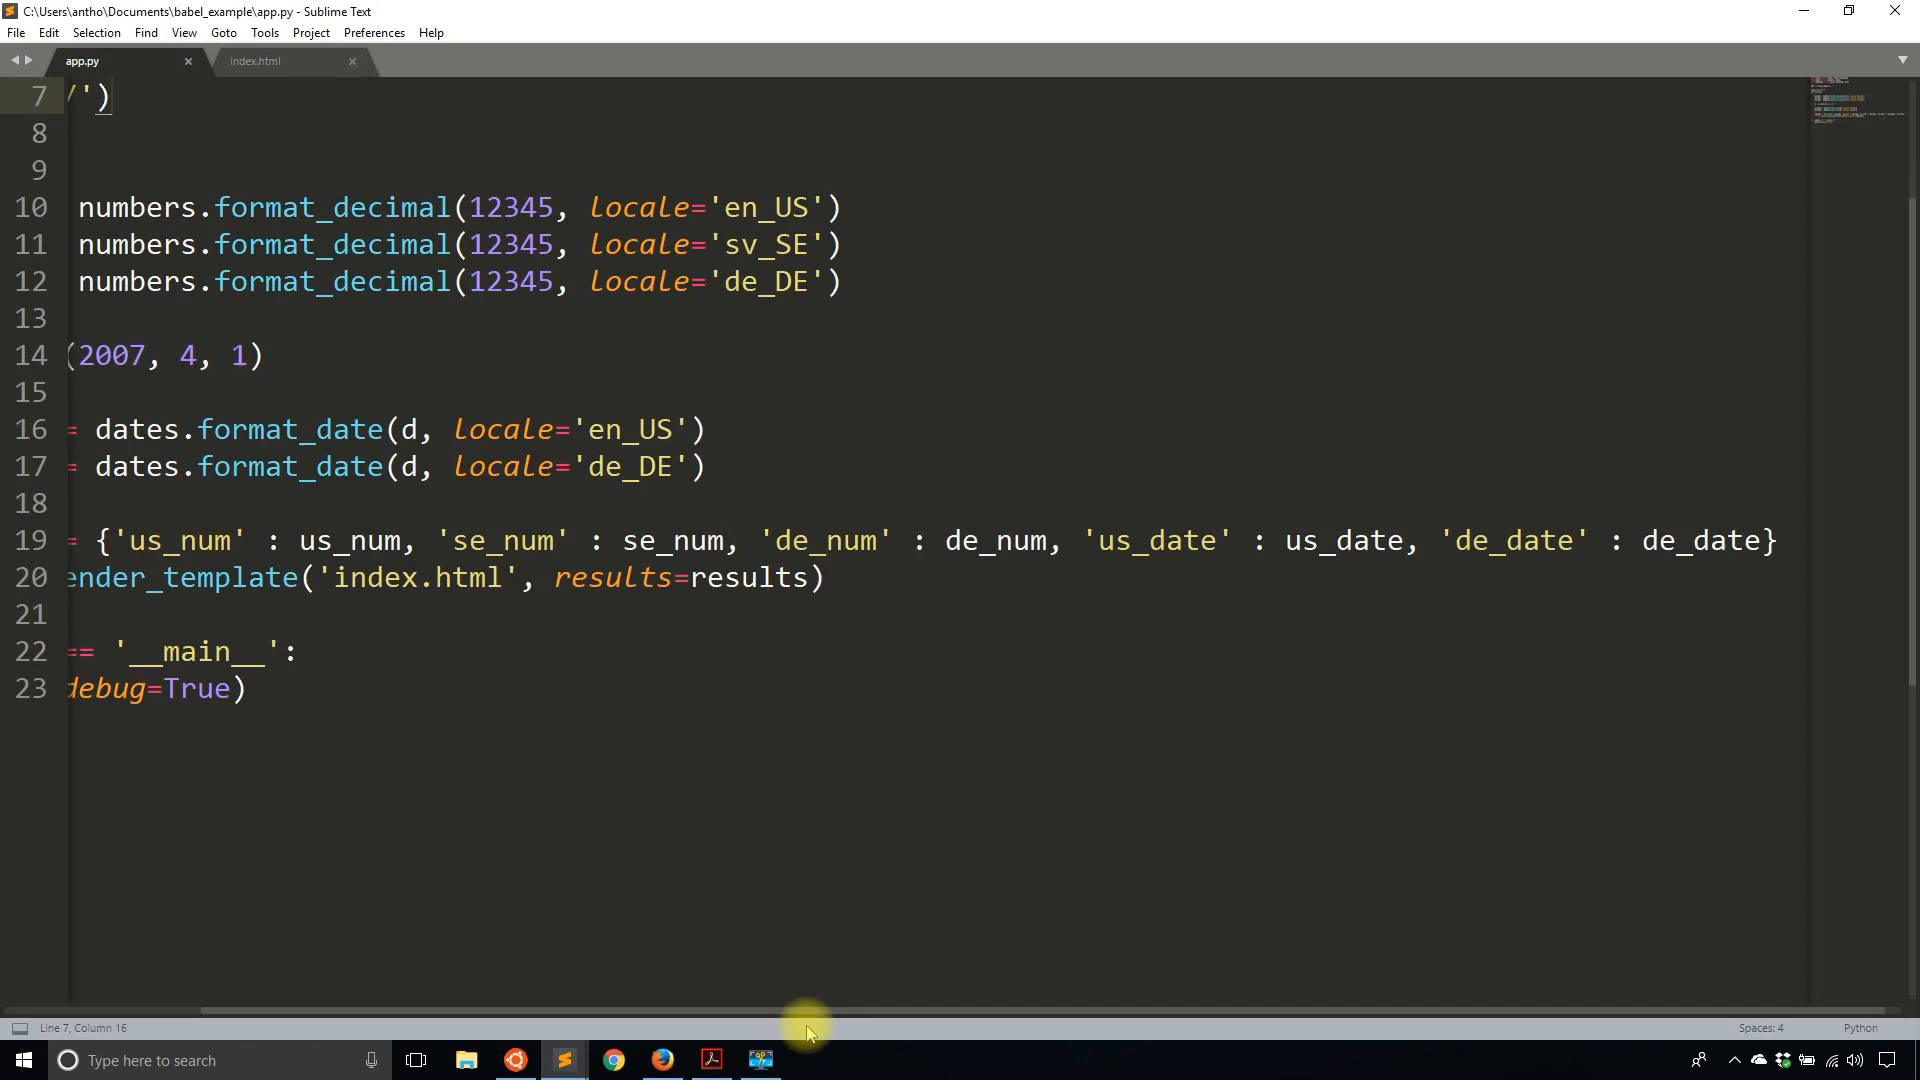 C:\Users\antho\Documents\babel_example\app.py - Sublime Text
File Edit Selection Find View Goto Tools Project Preferences Help
app.py index.html
7 /')
8
9
10 numbers.format_decimal(12345, locale='en_US')
11 numbers.format_decimal(12345, locale='sv_SE')
12 numbers.format_decimal(12345, locale='de_DE')
13
14 (2007, 4, 1)
15
16 = dates.format_date(d, locale='en_US')
17 = dates.format_date(d, locale='de_DE')
18
19 = {'us_num' : us_num, 'se_num' : se_num, 'de_num' : de_num, 'us_date' : us_date, 'de_date' : de_date}
20 ender_template('index.html', results=results)
21
22 == '__main__':
23 debug=True)
Line 7, Column 16 Spaces: 4 Python
Type here to search